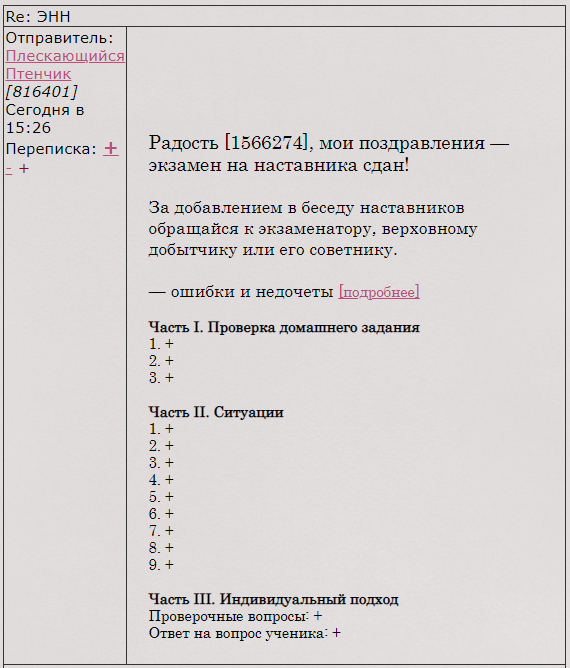 Re: ЭНН
Отправитель:
Плескающийся
Птенчик
[816401]
Сегодня в
15:26
Переписка: +
- +
Радость [1566274], мои поздравления —
экзамен на наставника сдан!
За добавлением в беседу наставников
обращайся к экзаменатору, верховному
добытчику или его советнику.
— ошибки и недочеты [подробнее]
Часть I. Проверка домашнего задания
1. +
2. +
3. +
Часть II. Ситуации
1. +
2. +
3. +
4. +
5. +
6. +
7. +
8. +
9. +
Часть III. Индивидуальный подход
Проверочные вопросы: +
Ответ на вопрос ученика: +